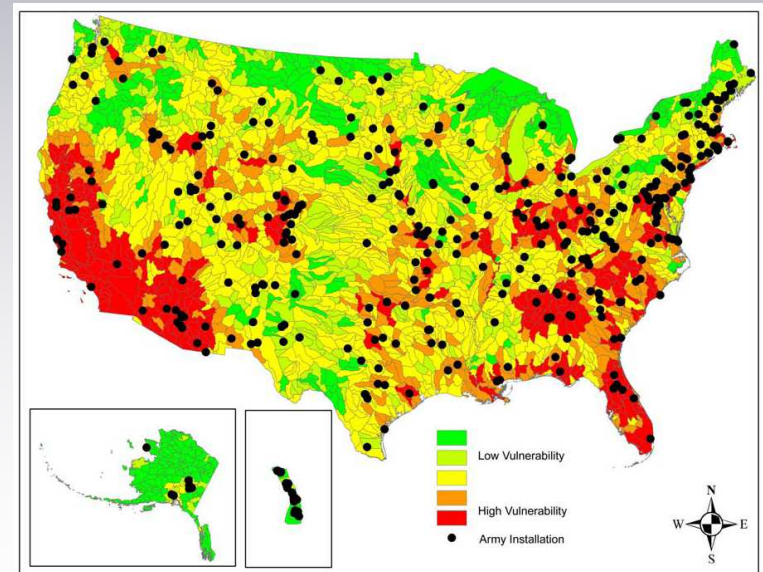 Low Vulnerability
High Vulnerability
Army Installation
N
W E
S